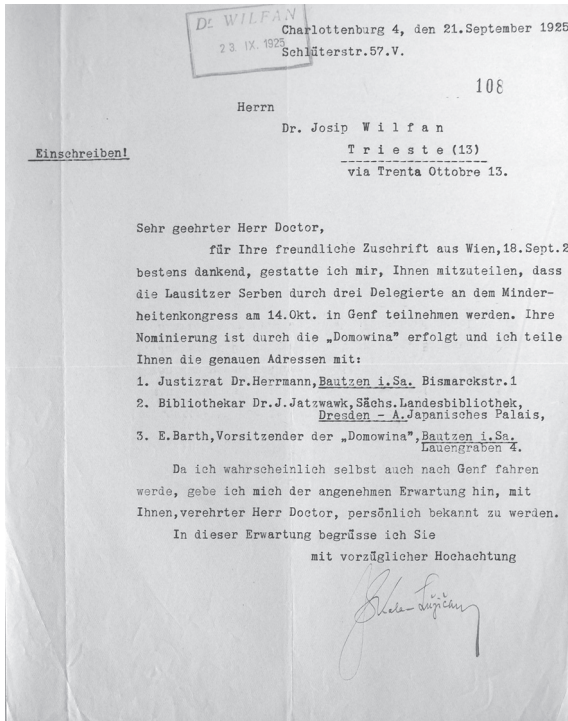 Dr. WILFAN
23. IX. 1925
Charlottenburg 4, den 21.September 1925
Schlüterstr.57.V.
108
Herrn
Dr. Josip W i l f a n
Einschreiben!
T r i e s t e (13)
via Trenta Ottobre 13.
Sehr geehrter Herr Doctor,
für Ihre freundliche Zuschrift aus Wien,18.Sept.2
bestens dankend, gestatte ich mir, Ihnen mitzuteilen, dass
die Lausitzer Serben durch drei Delegierte an dem Minder-
heitenkongress am 14.Okt. in Genf teilnehmen werden. Ihre
Nominierung ist durch die „Domowina" erfolgt und ich teile
Ihnen die genauen Adressen mit:
1. Justizrat Dr.Herrmann,Bautzen i.Sa. Bismarckstr.1
2. Bibliothekar Dr.J.Jatzwawk,Sächs.Landesbibliothek,
Dresden - A.Japanisches Palais,
3. E.Barth,Vorsitzender der „Domowina",Bautzen i.Sa.
Lauengraben 4.
Da ich wahrscheinlich selbst auch nach Genf fahren
werde, gebe ich mich der angenehmen Erwartung hin, mit
Ihnen,verehrter Herr Doctor, persönlich bekannt zu werden.
In dieser Erwartung begrüsse ich Sie
mit vorzüglicher Hochachtung